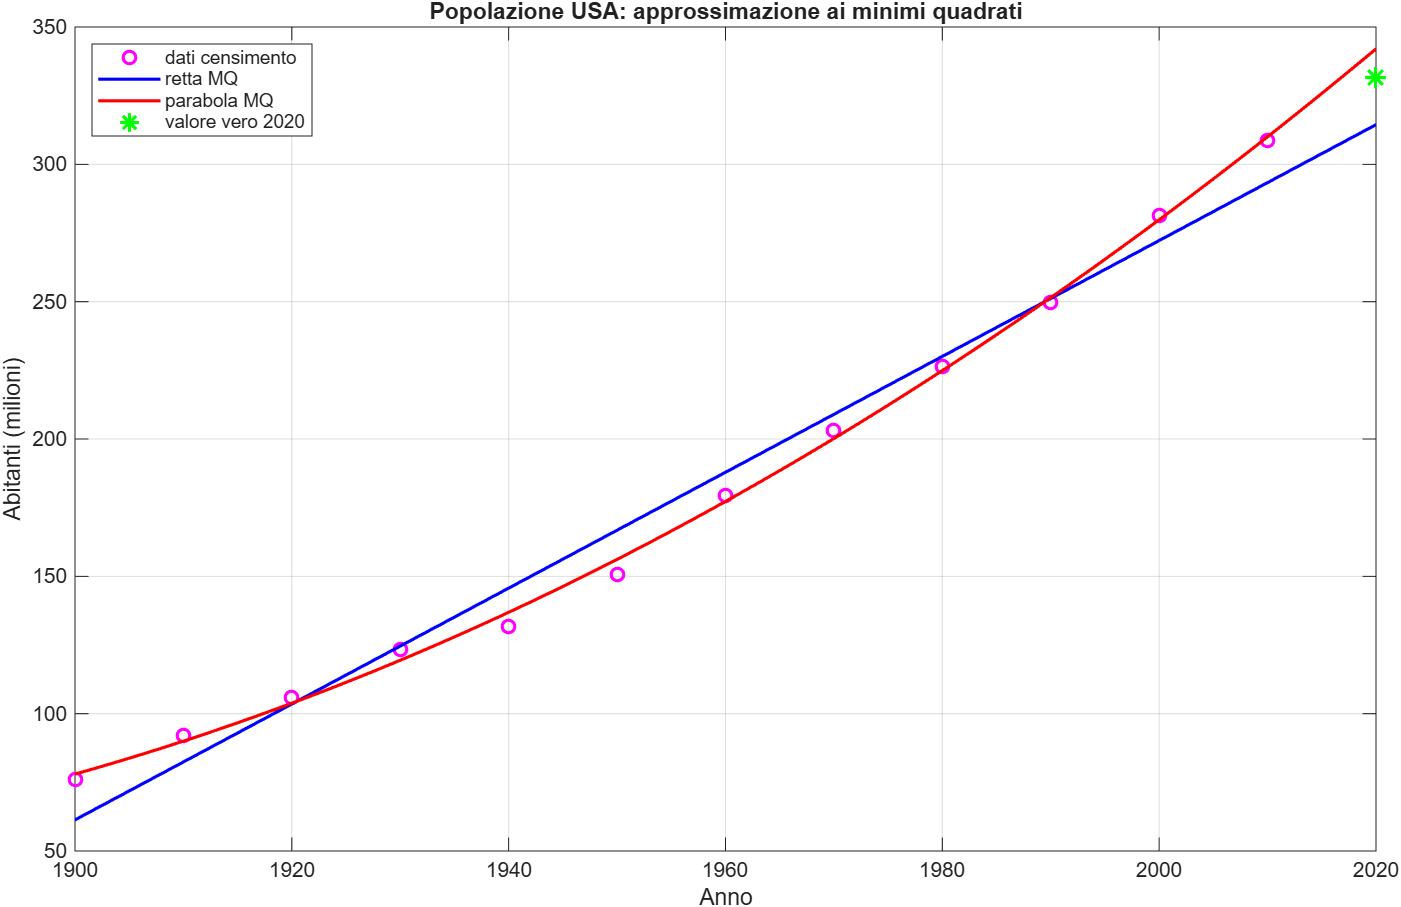 Popolazione USA: approssimazione ai minimi quadrati
350
300
250
200
150
100
50
Abitanti (milioni)
dati censimento
retta MQ
parabola MQ
valore vero 2020
1900 1920 1940 1960 1980 2000 2020
Anno